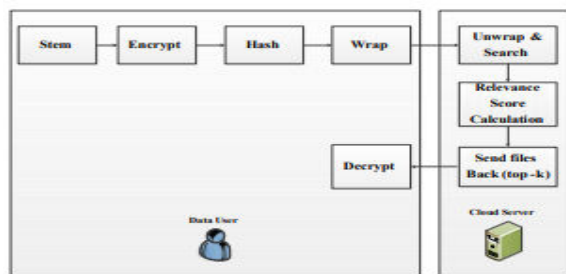 Stem
Encrypt
Hash
Wrap
Unwrap &
Search
Relevance
Score
Calculation
Send files
Back (top -k)
Decrypt
Data User
Cloud Server